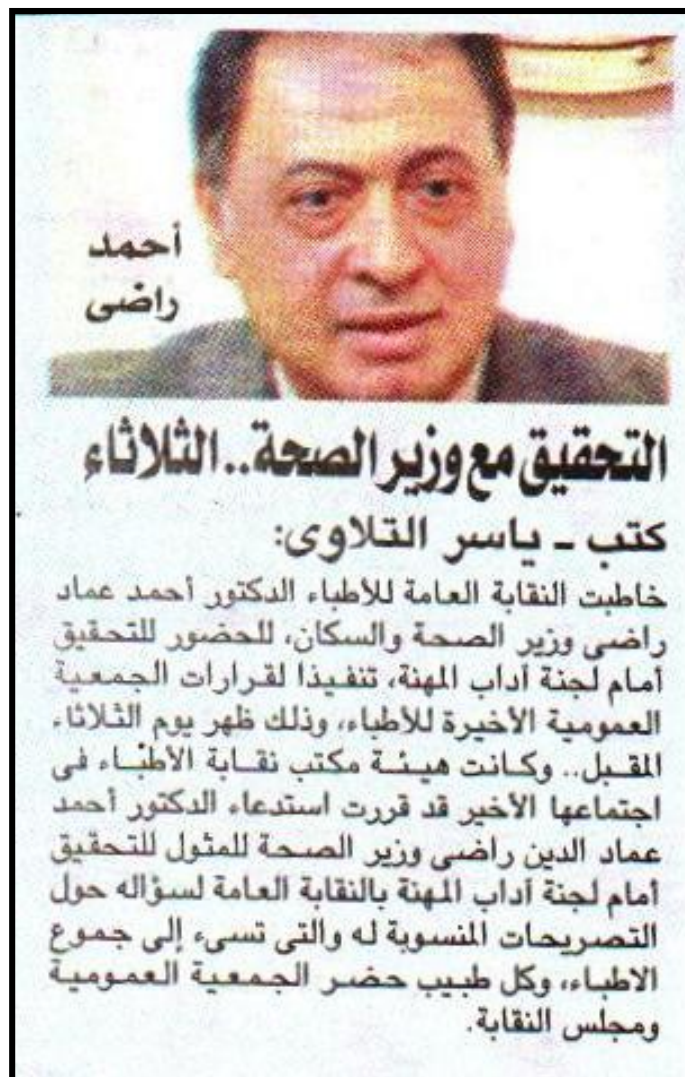 أحمد
راضى
التحقيق مع وزير الصحة.. الثلاثاء
كتب - ياسر التلاوى:
خاطبت النقابة العامة للأطباء الدكتور أحمد عماد
راضى وزير الصحة والسكان، للحضور للتحقيق
أمام لجنة آداب المهنة، تنفيذا لقرارات الجمعية
العمومية الأخيرة للأطباء، وذلك ظهر يوم الثلاثاء
المقبل.. وكانت هيئة مكتب نقابة الأطباء فى
اجتماعها الأخير قد قررت استدعاء الدكتور أحمد
عماد الدين راضى وزير الصحة للمثول للتحقيق
أمام لجنة آداب المهنة بالنقابة العامة لسؤاله حول
التصريحات المنسوبة له والتى تسىء إلى جموع
الاطباء، وكل طبيب حضر الجمعية العمومية
ومجلس النقابة.